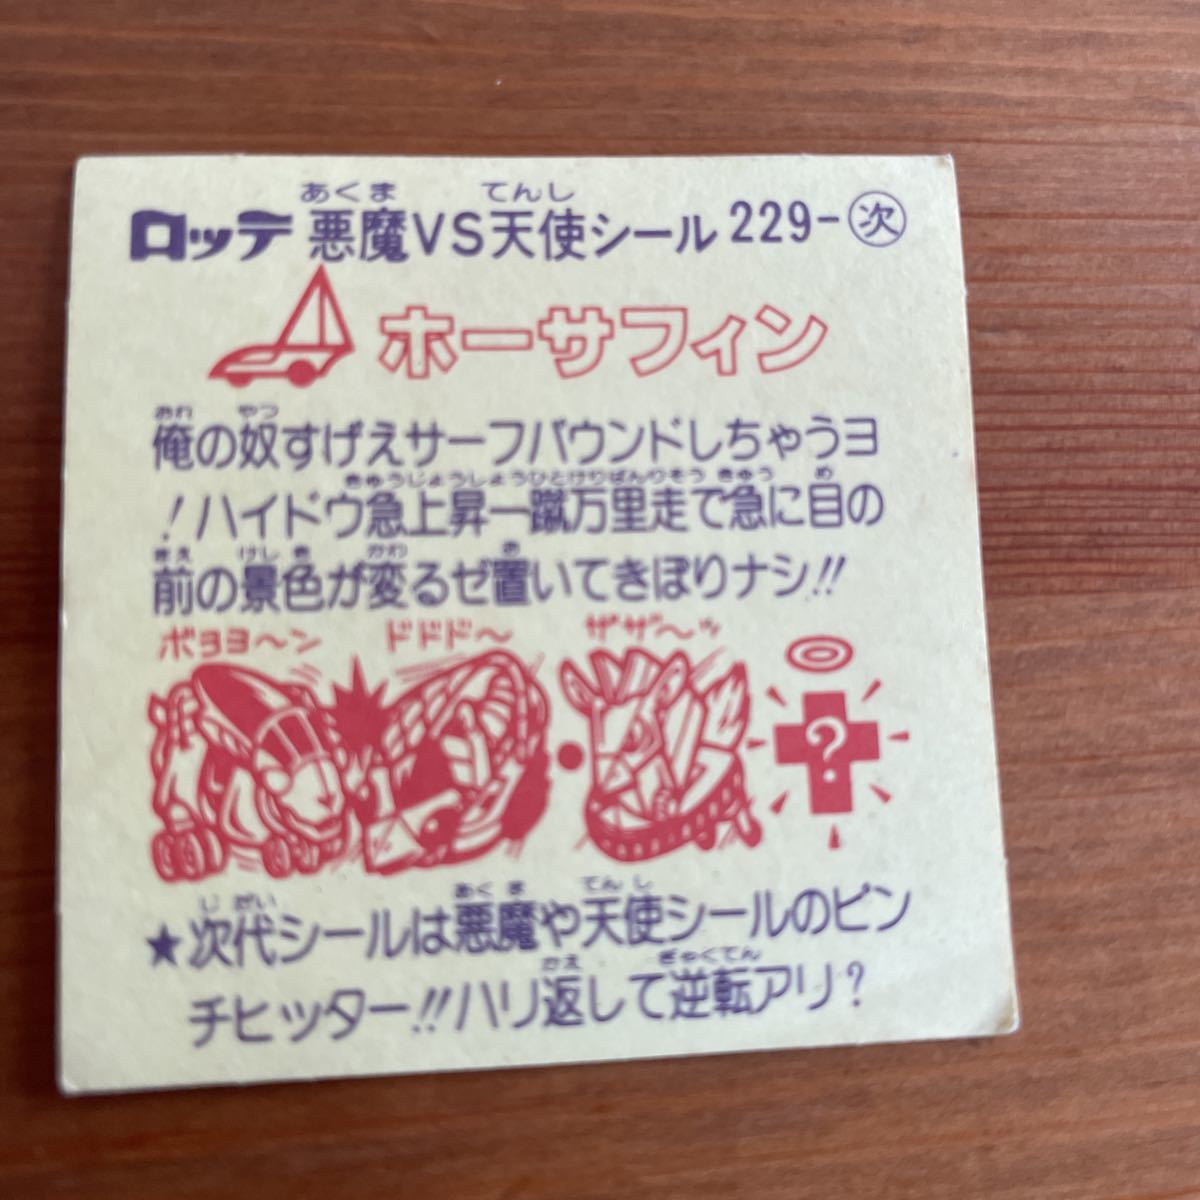 あくま てんし
ロッテ 悪魔VS天使シール 229-次
ホーサフィン
おれ やつ
俺の奴すげえサーフバウンドしちゃうヨ
きゅうじょうしょうひとけりばんりそう きゅう め
！ハイドウ急上昇一蹴万里走で急に目の
まえ けしき かわ お
前の景色が変るゼ置いてきぼりナシ!!
ボヨヨ〜ン ドドド〜 ザザ〜ッ
?
じだい あくま てんし
★次代シールは悪魔や天使シールのピン
かえ ぎゃくてん
チヒッター!!ハリ返して逆転アリ？